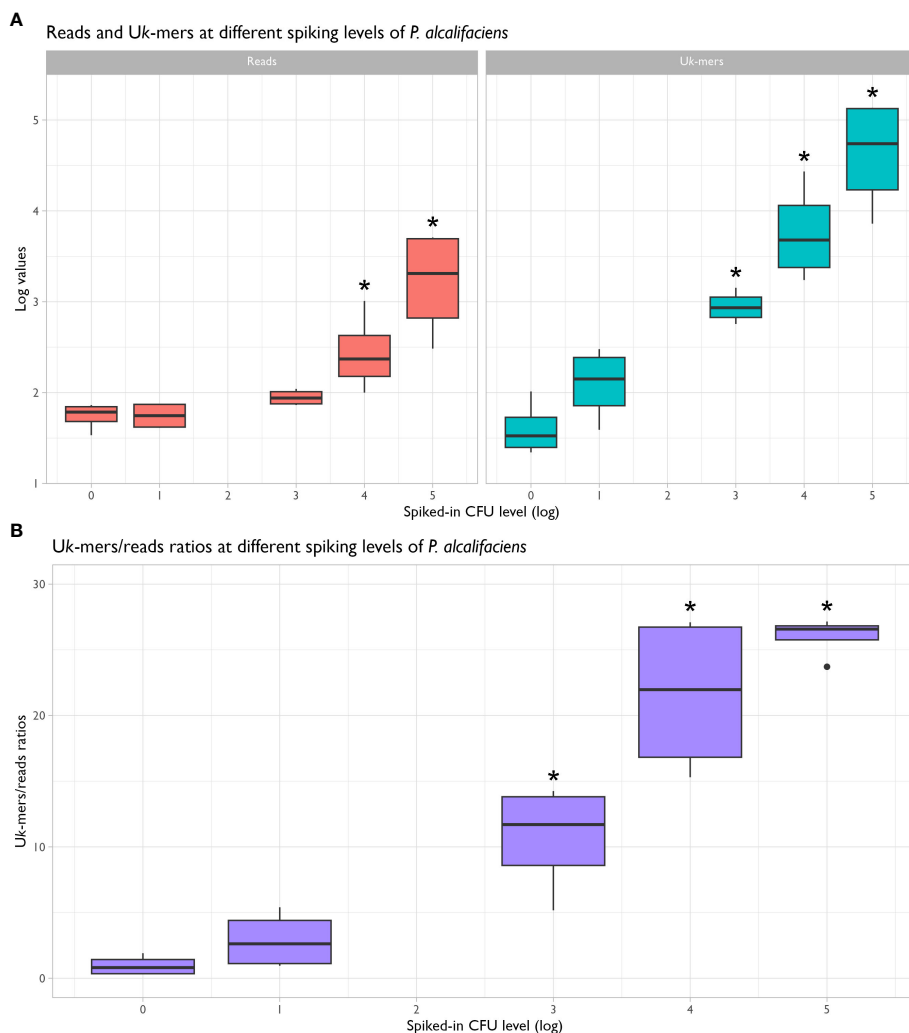 A
Reads and Uk-mers at different spiking levels of P. alcalifaciens
Reads
Uk-mers
Log values
5
4
3
2
1
*
*
*
*
*
0 1 2 3 4 5
0 1 2 3 4 5
Spiked-in CFU level (log)
B
Uk-mers/reads ratios at different spiking levels of P. alcalifaciens
Uk-mers/reads ratios
30
20
10
0
*
*
*
0 1 2 3 4 5
Spiked-in CFU level (log)